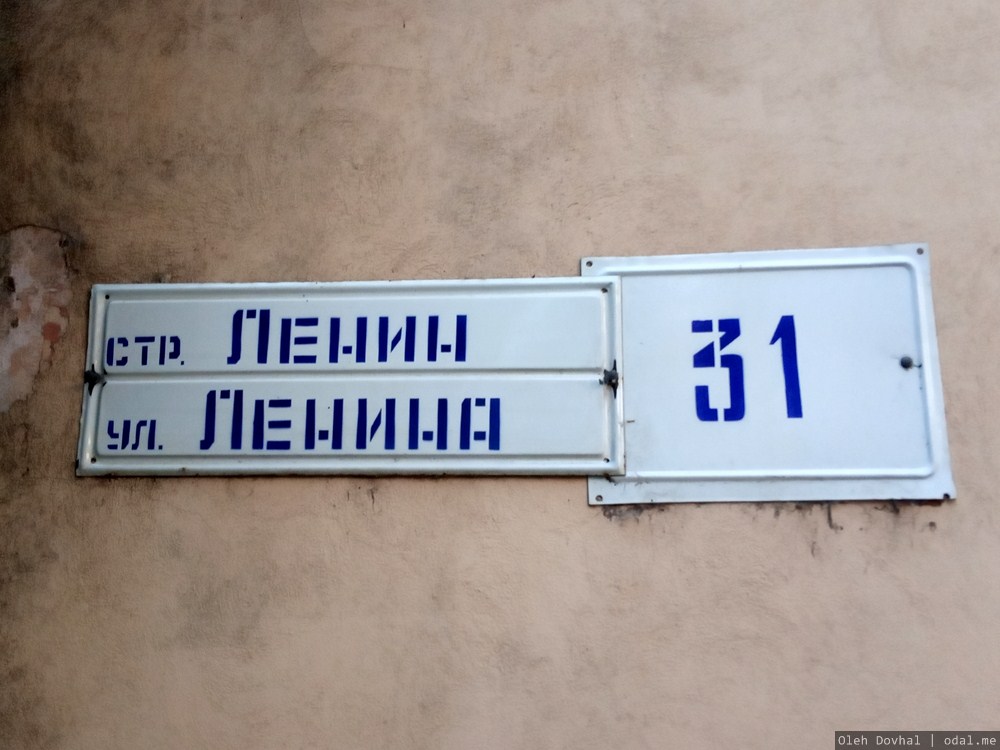 стр. Ленин
ул. Ленина
31
Oleh Dovhal | odal.me